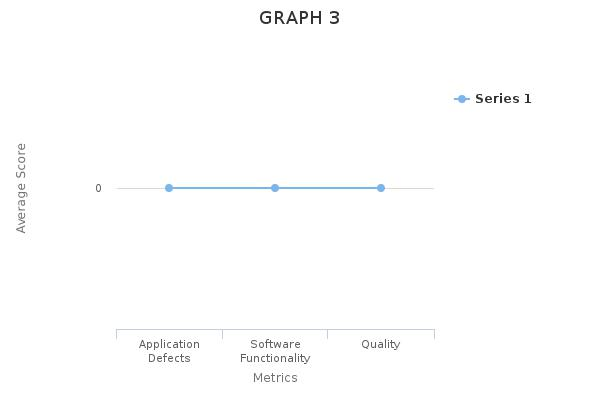 GRAPH 3
Series 1
Average Score
0
Application
Defects
Software
Functionality
Quality
Metrics